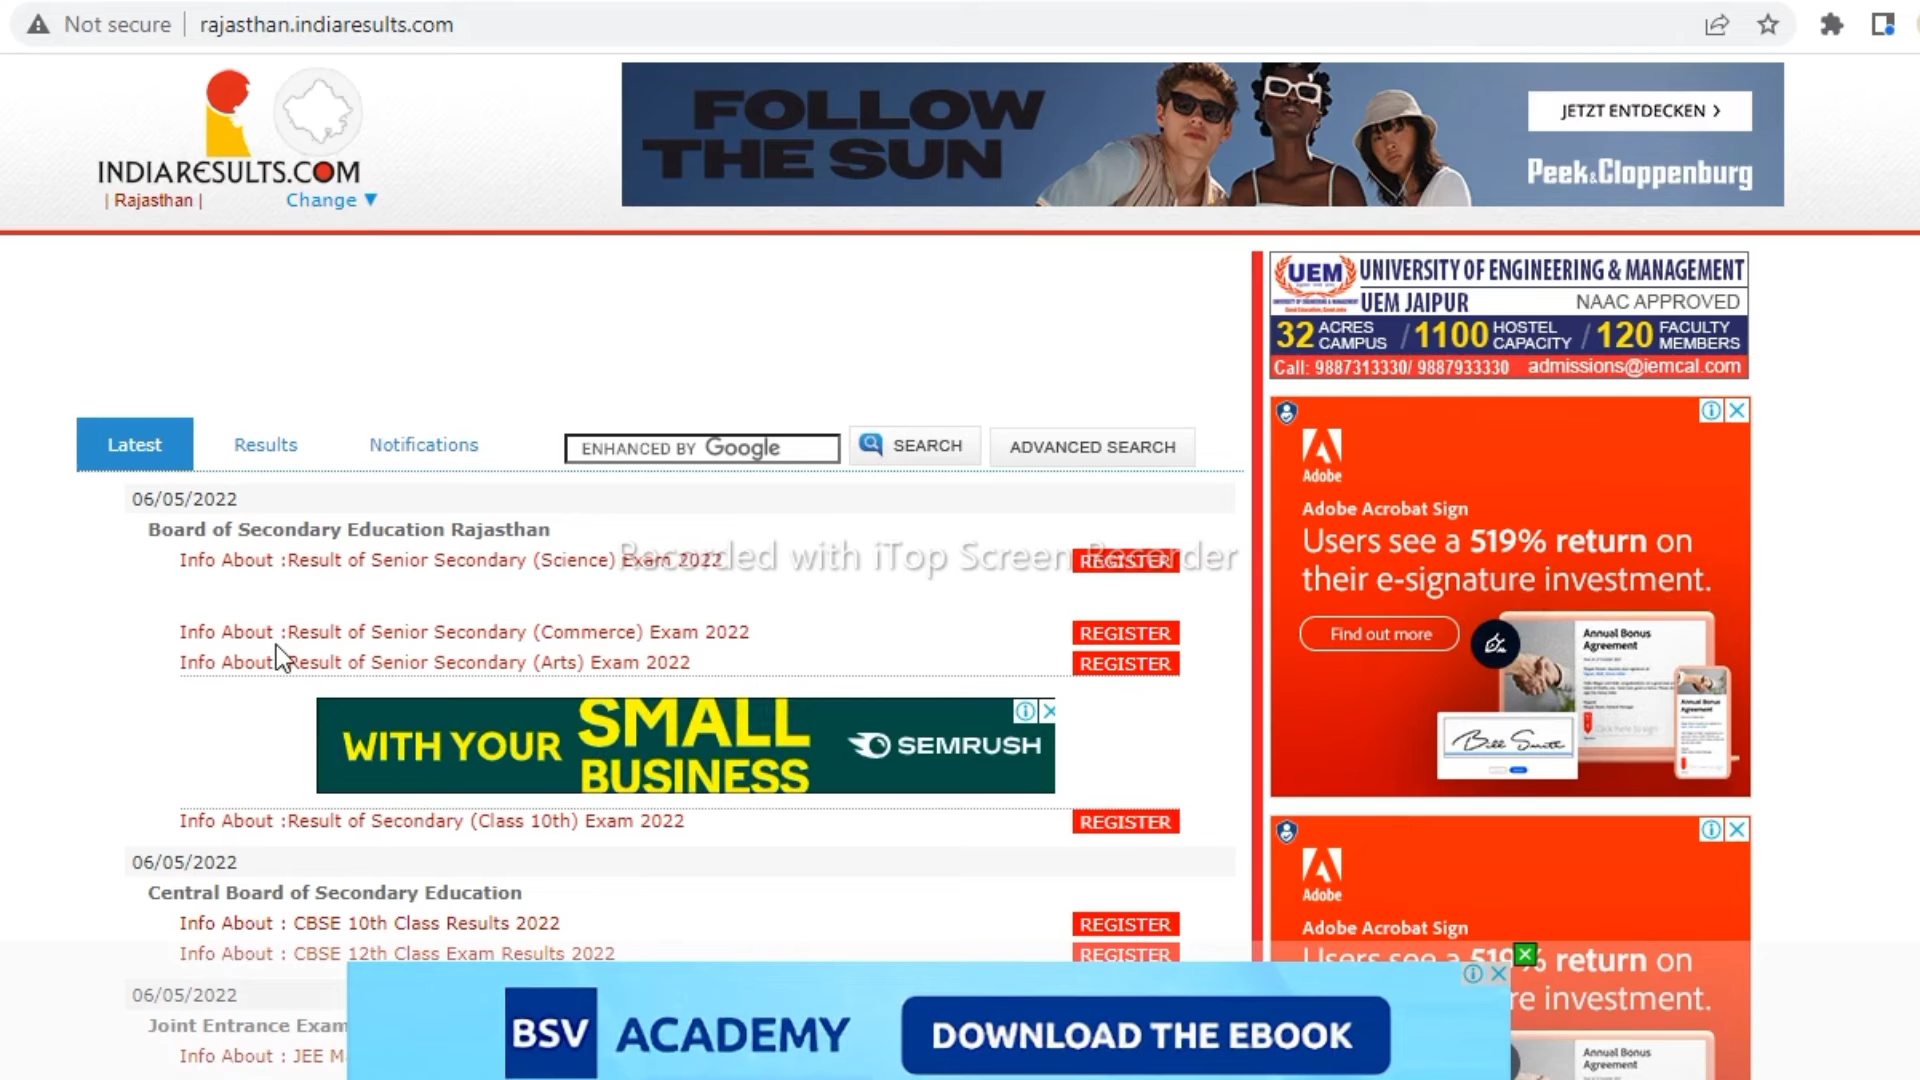 Not secure | rajasthan.indiaresults.com
INDIARESULTS.COM
| Rajasthan |
Change ▼
FOLLOW
THE SUN
JETZT ENTDECKEN >
Peek&Cloppenburg
UEM
UNIVERSITY OF ENGINEERING & MANAGEMENT
UEM JAIPUR NAAC APPROVED
32 ACRES CAMPUS / 1100 HOSTEL CAPACITY / 120 FACULTY MEMBERS
Call: 9887313330/ 9887933330 admissions@iemcal.com
Latest
Results
Notifications
ENHANCED BY Google
SEARCH
ADVANCED SEARCH
06/05/2022
Board of Secondary Education Rajasthan
Info About :Result of Senior Secondary (Science) Exam 2022 REGISTER
Recorded with iTop Screen Recorder
Info About :Result of Senior Secondary (Commerce) Exam 2022 REGISTER
Info About :Result of Senior Secondary (Arts) Exam 2022 REGISTER
WITH YOUR SMALL BUSINESS
SEMRUSH
Info About :Result of Secondary (Class 10th) Exam 2022 REGISTER
06/05/2022
Central Board of Secondary Education
Info About : CBSE 10th Class Results 2022 REGISTER
Info About : CBSE 12th Class Exam Results 2022 REGISTER
06/05/2022
Joint Entrance Exam
Info About : JEE M
BSV ACADEMY
DOWNLOAD THE EBOOK
Adobe
Adobe Acrobat Sign
Users see a 519% return on
their e-signature investment.
Find out more
Annual Bonus
Agreement
Bill Smith
Annual Bonus
Agreement
Adobe
Adobe Acrobat Sign
Users see a 519% return on
re investment.
Annual Bonus
Agreement